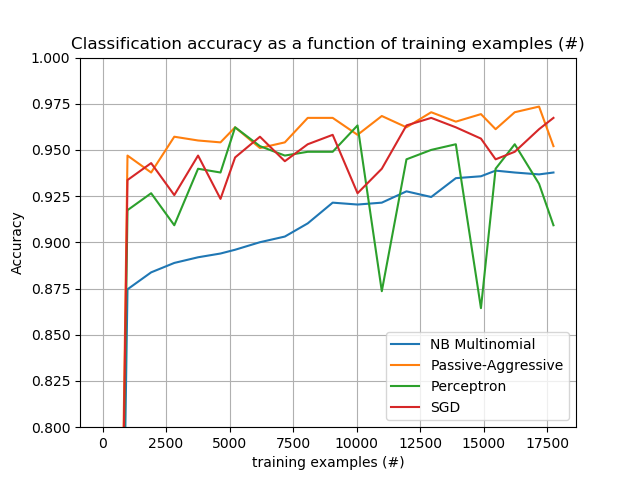 Classification accuracy as a function of training examples (#)
1.000
0.975
0.950
0.925
0.900
0.875
0.850
0.825
0.800
Accuracy
NB Multinomial
Passive-Aggressive
Perceptron
SGD
0 2500 5000 7500 10000 12500 15000 17500
training examples (#)